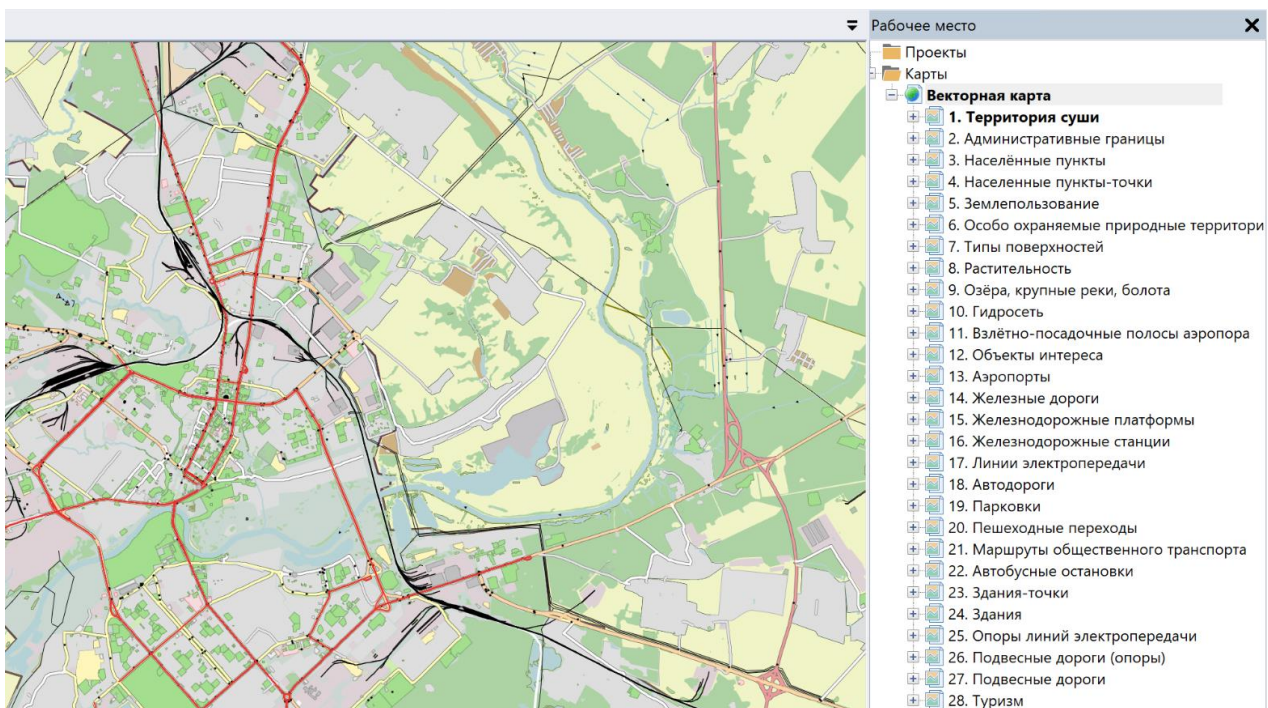 Рабочее место
Проекты
Карты
Векторная карта
1. Территория суши
2. Административные границы
3. Населённые пункты
4. Населенные пункты-точки
5. Землепользование
6. Особо охраняемые природные территори
7. Типы поверхностей
8. Растительность
9. Озёра, крупные реки, болота
10. Гидросеть
11. Взлётно-посадочные полосы аэропора
12. Объекты интереса
13. Аэропорты
14. Железные дороги
15. Железнодорожные платформы
16. Железнодорожные станции
17. Линии электропередачи
18. Автодороги
19. Парковки
20. Пешеходные переходы
21. Маршруты общественного транспорта
22. Автобусные остановки
23. Здания-точки
24. Здания
25. Опоры линий электропередачи
26. Подвесные дороги (опоры)
27. Подвесные дороги
28. Туризм